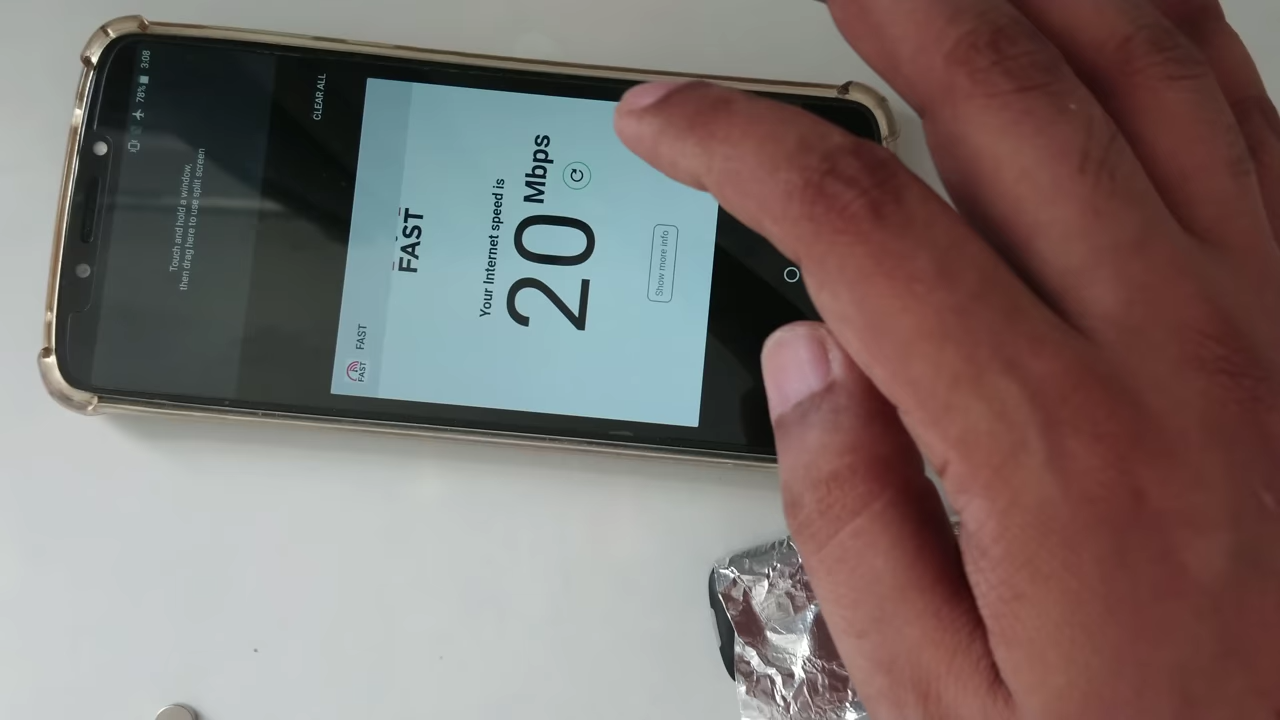 78% 3:08
Touch and hold a window,
then drag here to use split screen
CLEAR ALL
FAST FAST
FAST
Your Internet speed is
20 Mbps
Show more info